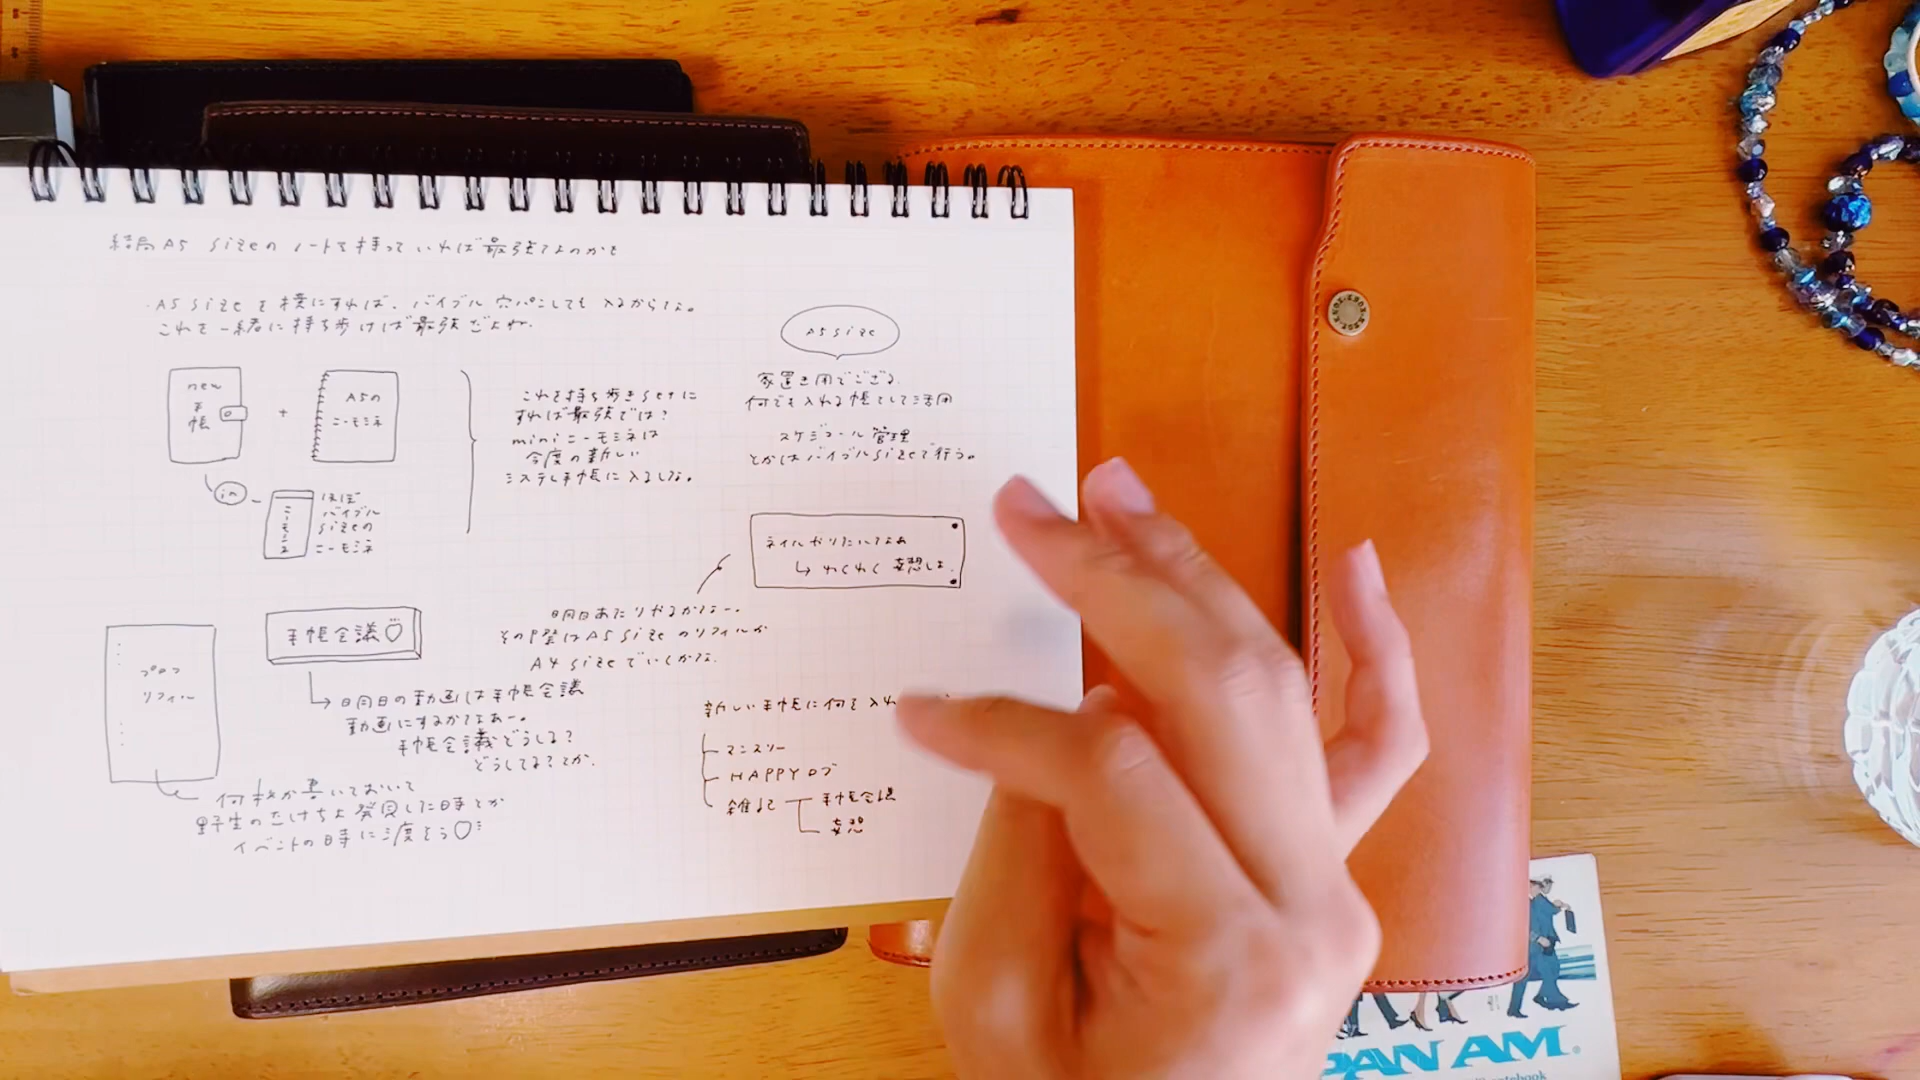 結局A5 sizeのノートを持っていれば最強なのかも
・A5 sizeを横にすれば、バイブル穴パンしても入るからな。
これを一緒に持ち歩けば最強だよね。
new
手
帳
+
A5の
ニーモシネ
in
ニーモシネ
ほぼ
バイブル
sizeの
ニーモシネ
これを持ち歩きsetに
すれば最強では?
miniニーモシネは
今度の新しい
システム手帳に入るしな。
A5 size
家置き用でござる。
何でも入れる帳として活用
スケジュール管理
とかはバイブルsizeで行う。
ネイルやりたいなぁ
↳ わくわく妄想しよ.
明日あたりやるかなー。
その際はA5 sizeのリフィルか
A4 sizeでいくかな.
手帳会議♡
↳ 明日の動画は手帳会議
動画にするかなぁー。
手帳会議どうしる?
どうしてる?とか.
プロフ
リフィル
何枚か書いておいて
野生のたけちよ発見した時とか
イベントの時に渡そう♡
新しい手帳に何を入れ
マンスリー
HAPPYログ
雑記
手帳会議
妄想
KNOX
PAN AM
notebook